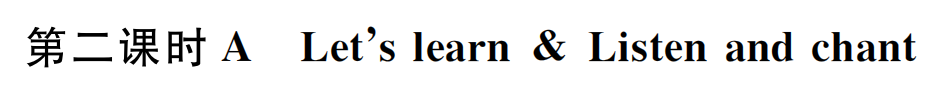 第二课时 A Let's learn & Listen and chant